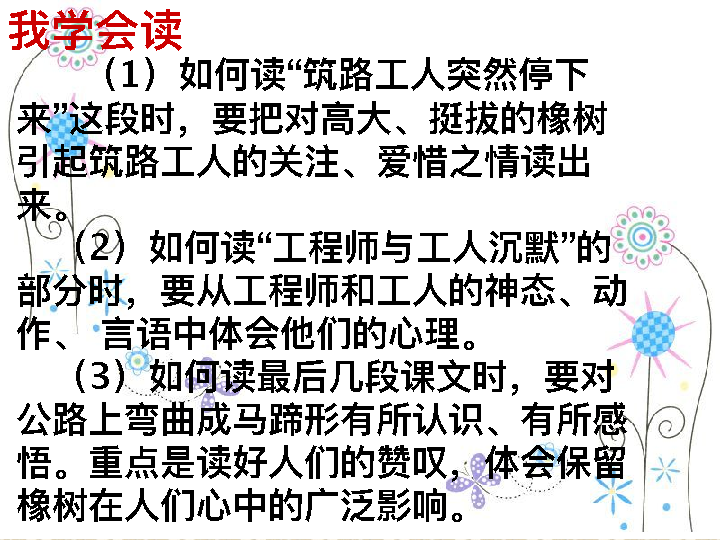 我学会读
（1）如何读“筑路工人突然停下
来”这段时，要把对高大、挺拔的橡树
引起筑路工人的关注、爱惜之情读出
来。
（2）如何读“工程师与工人沉默”的
部分时，要从工程师和工人的神态、动
作、 言语中体会他们的心理。
（3）如何读最后几段课文时，要对
公路上弯曲成马蹄形有所认识、有所感
悟。重点是读好人们的赞叹，体会保留
橡树在人们心中的广泛影响。